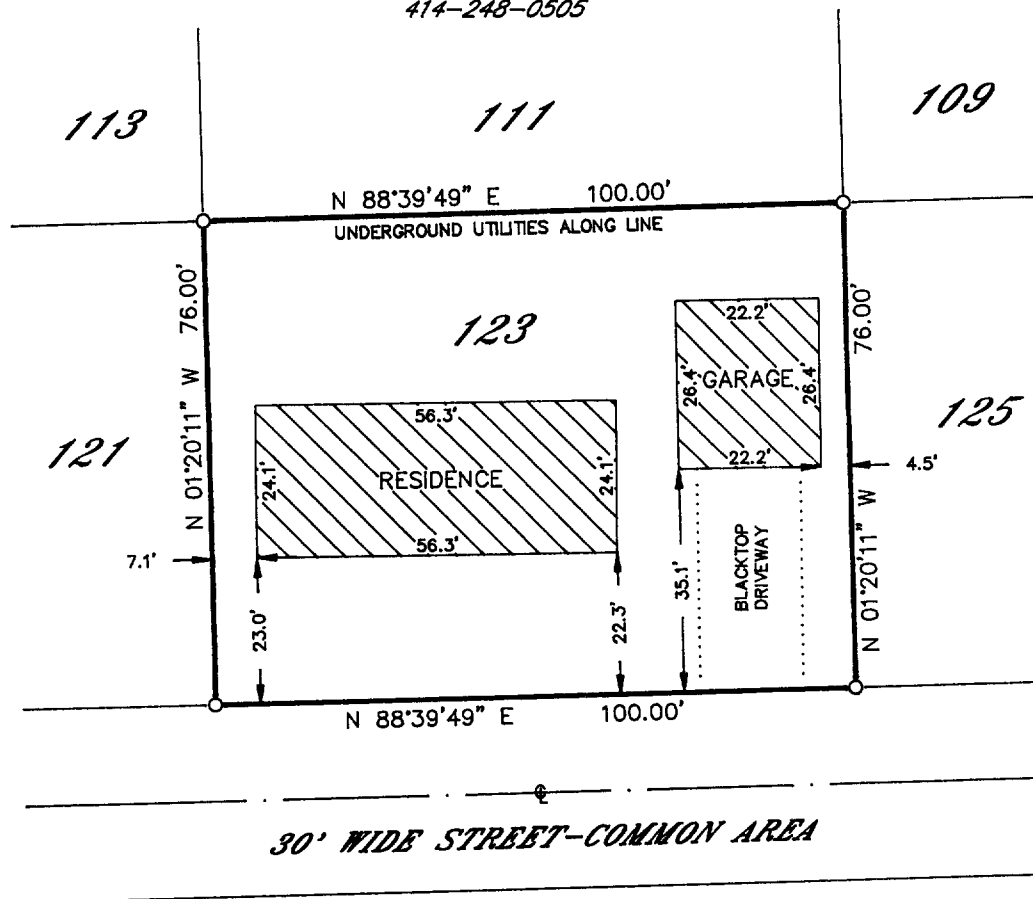 414-248-0505
113
111
109
N 88°39'49" E 100.00'
UNDERGROUND UTILITIES ALONG LINE
N 01°20'11" W 76.00'
76.00'
N 01°20'11" W
123
22.2'
26.4'
GARAGE
26.4'
22.2'
121
125
56.3'
24.1'
RESIDENCE
24.1'
56.3'
4.5'
7.1'
23.0'
22.3'
35.1'
BLACKTOP
DRIVEWAY
N 88°39'49" E 100.00'
30' WIDE STREET-COMMON AREA